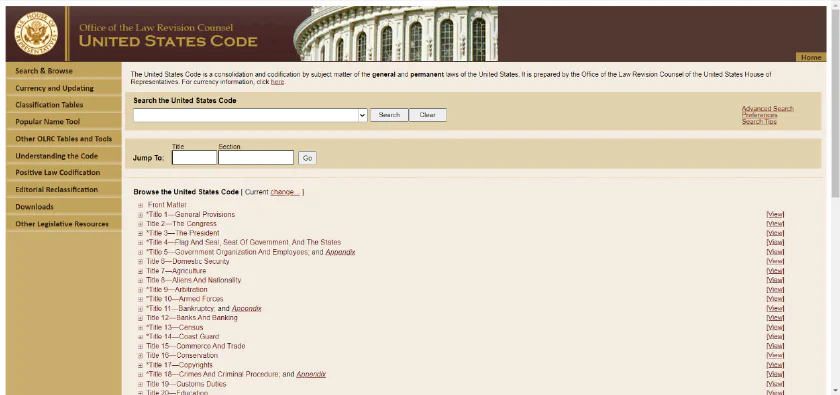 Office of the Law Revision Counsel
UNITED STATES CODE
Home
Search & Browse
Currency and Updating
Classification Tables
Popular Name Tool
Other OLRC Tables and Tools
Understanding the Code
Positive Law Codification
Editorial Reclassification
Downloads
Other Legislative Resources
The United States Code is a consolidation and codification by subject matter of the general and permanent laws of the United States. It is prepared by the Office of the Law Revision Counsel of the United States House of
Representatives. For currency information, click here.
Search the United States Code
Search Clear
Advanced Search
Preferences
Search Tips
Title Section
Jump To: Go
Browse the United States Code [ Current change... ]
Front Matter
*Title 1—General Provisions [View]
Title 2—The Congress [View]
*Title 3—The President [View]
*Title 4—Flag And Seal, Seat Of Government, And The States [View]
*Title 5—Government Organization And Employees; and Appendix [View]
Title 6—Domestic Security [View]
Title 7—Agriculture [View]
Title 8—Aliens And Nationality [View]
*Title 9—Arbitration [View]
*Title 10—Armed Forces [View]
*Title 11—Bankruptcy; and Appendix [View]
Title 12—Banks And Banking [View]
*Title 13—Census [View]
*Title 14—Coast Guard [View]
Title 15—Commerce And Trade [View]
Title 16—Conservation [View]
*Title 17—Copyrights [View]
*Title 18—Crimes And Criminal Procedure; and Appendix [View]
Title 19—Customs Duties [View]
Title 20—Education